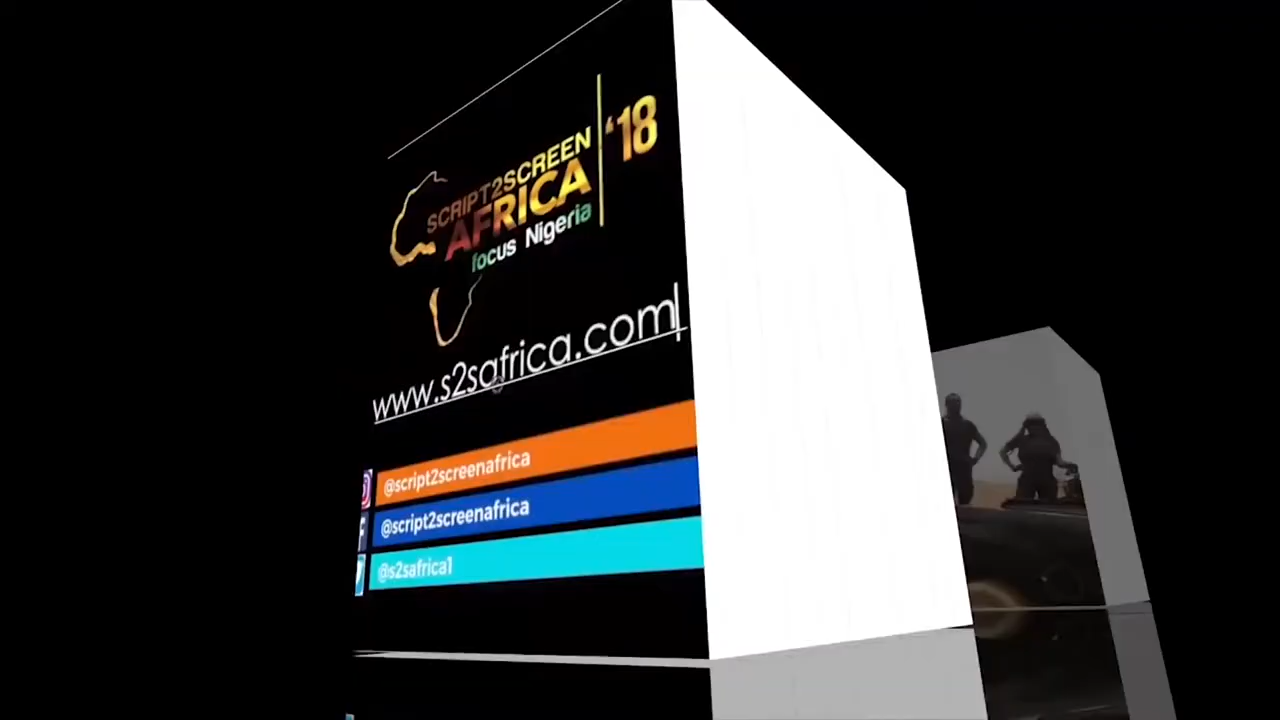 SCRIPT2SCREEN
AFRICA
'18
focus Nigeria
www.s2safrica.com
@script2screenafrica
@script2screenafrica
@s2safrica1